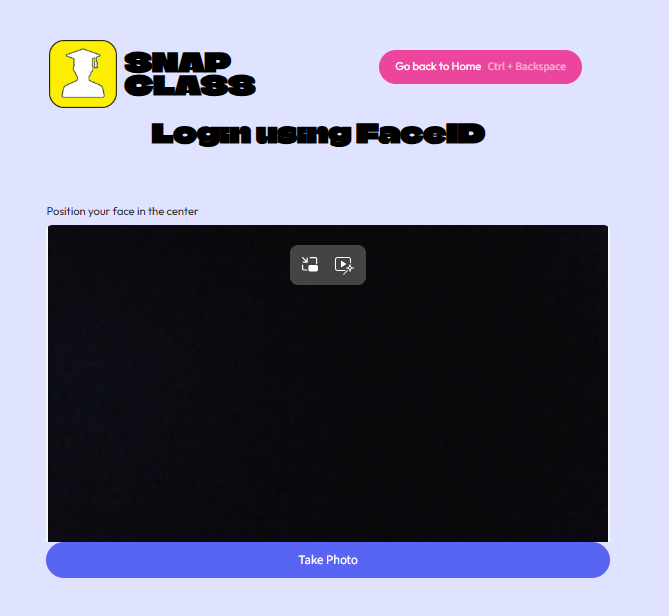 SNAP
CLASS
Go back to Home Ctrl + Backspace
Login using FaceID
Position your face in the center
Take Photo